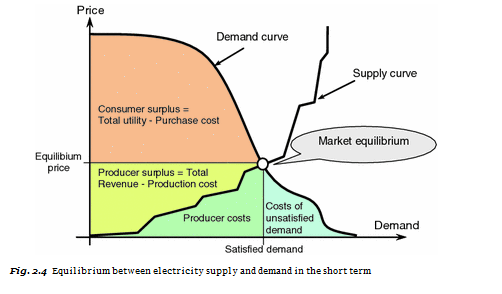 Price
Demand curve
Supply curve
Consumer surplus =
Total utility - Purchase cost
Market equilibrium
Equilibium
price
Producer surplus = Total
Revenue - Production cost
Costs of
unsatisfied
demand
Producer costs
Demand
Satisfied demand
Fig. 2.4 Equilibrium between electricity supply and demand in the short term